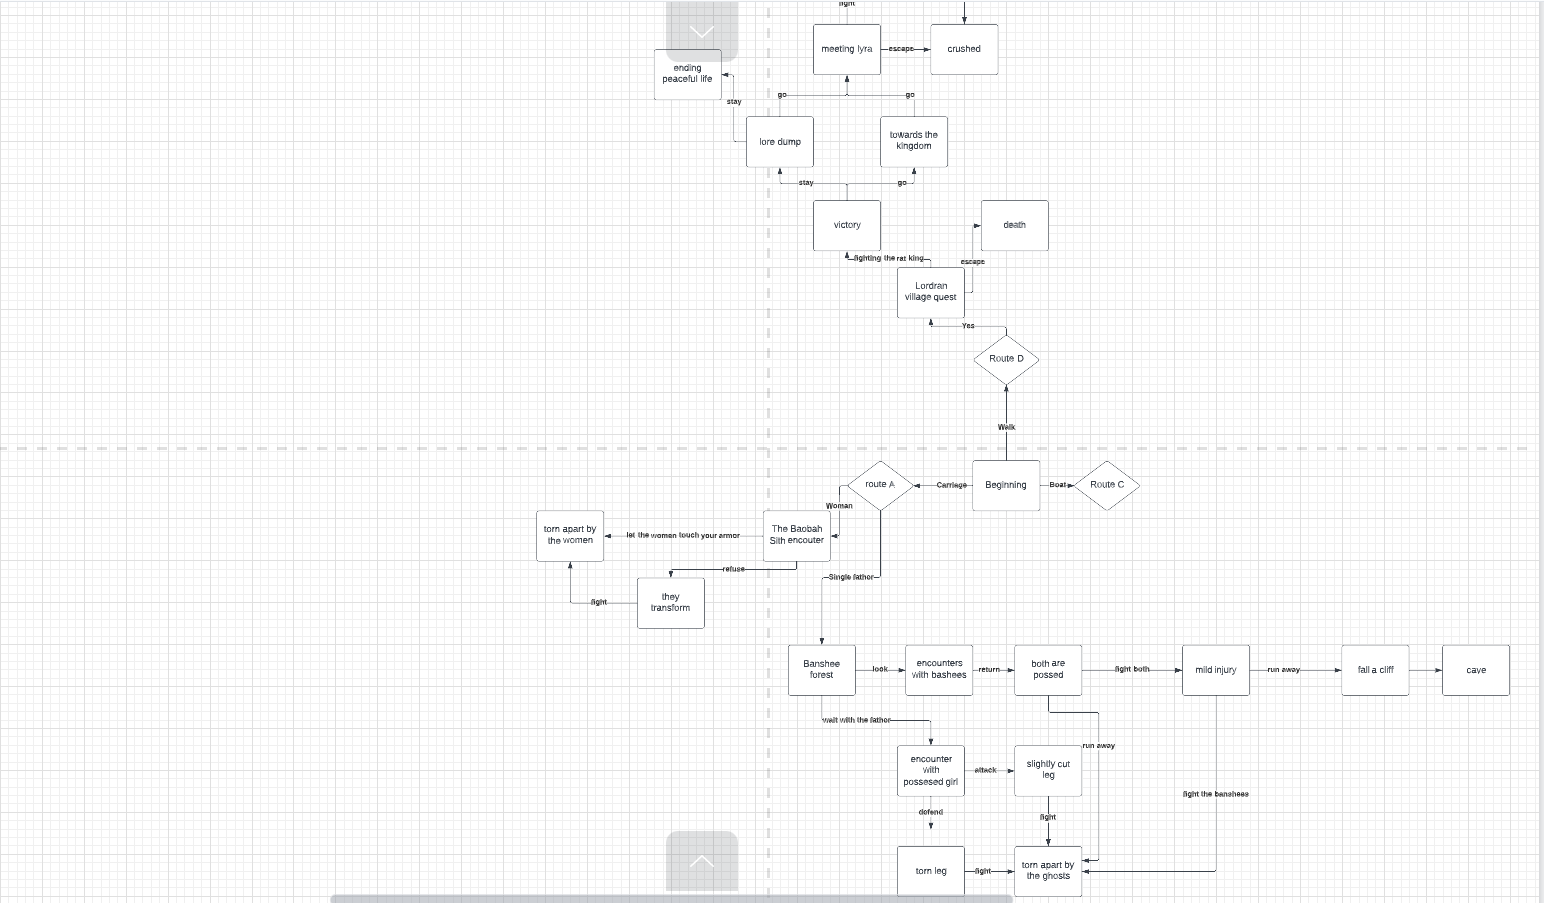 fight
meeting lyra
escape
crushed
ending
peaceful life
go
go
stay
lore dump
towards the
kingdom
stay
go
victory
death
fighting the rat king
escape
Lordran
village quest
Yes
Route D
Walk
route A
Carriage
Beginning
Boat
Route C
Woman
torn apart by
the women
let the women touch your armor
The Baobah
Sith encouter
refuse
Single father
they
transform
fight
Banshee
forest
look
encounters
with bashees
return
both are
possed
fight both
mild injury
run away
fall a cliff
cave
wait with the father
run away
encounter
with
possesed girl
attack
slightly cut
leg
fight the banshees
defend
fight
torn leg
fight
torn apart by
the ghosts